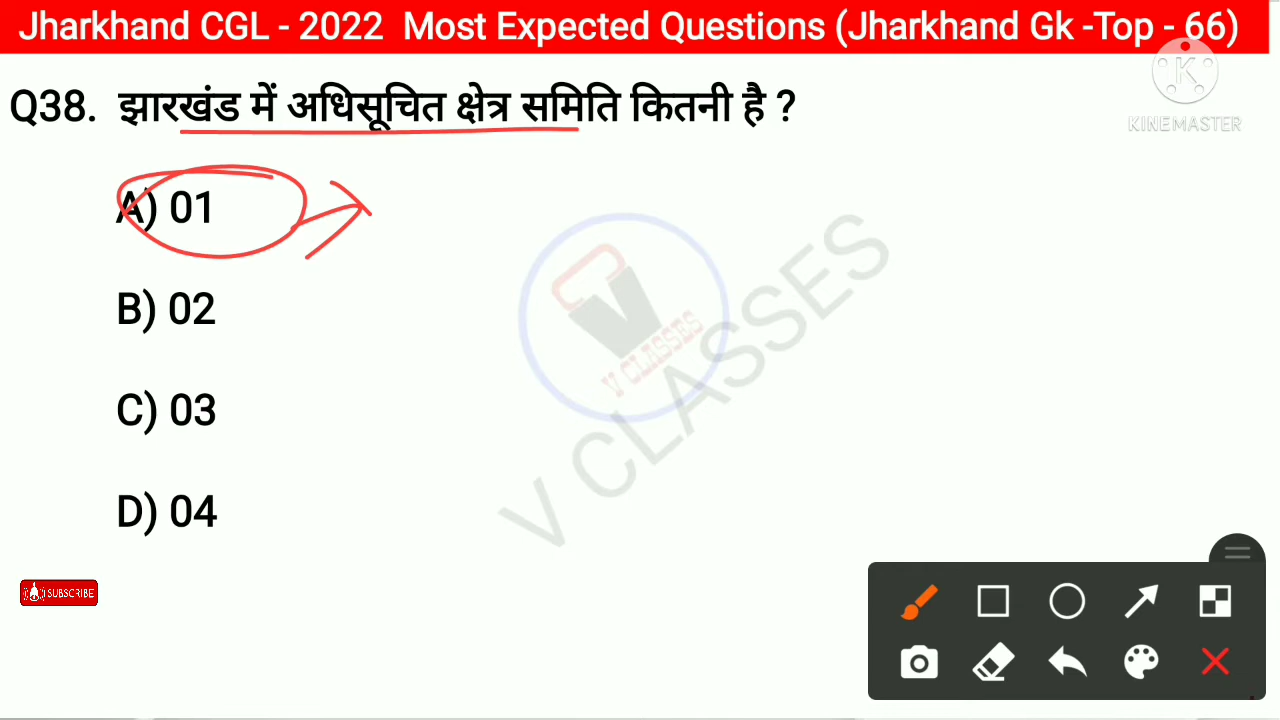 Jharkhand CGL - 2022 Most Expected Questions (Jharkhand Gk -Top - 66)
K
KINEMASTER
Q38. झारखंड में अधिसूचित क्षेत्र समिति कितनी है ?
A) 01
B) 02
C) 03
D) 04
V CLASSES
V CLASSES
SUBSCRIBE